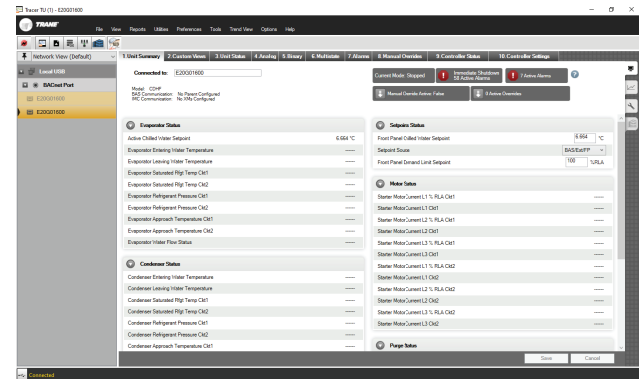 Tracer TU (1) - E20G01600
TRANE
File View Reports Utilities Preferences Tools Trend View Options Help
Network View (Default)
Local USB
BACnet Port
E20G01600
E20G01600
1.Unit Summary 2.Custom Viewer 3.Unit Status 4.Analog 5.Binary 6.Multistate 7.Alarms 8.Manual Overrides 9.Controller Status 10.Controller Settings
Connected to: E20G01600
Model: CDHF
BAS Communication: No Parent Configured
IMC Communication: No XMs Configured
Current Mode: Stopped
Immediate Shutdown
58 Active Alarms
7 Active Alarms
Manual Override Active: False
0 Active Overrides
Evaporator Status
Active Chilled Water Setpoint 6.664 °C
Evaporator Entering Water Temperature -----
Evaporator Leaving Water Temperature -----
Evaporator Saturated Rfgt Temp Ckt1 -----
Evaporator Saturated Rfgt Temp Ckt2 -----
Evaporator Refrigerant Pressure Ckt1 -----
Evaporator Refrigerant Pressure Ckt2 -----
Evaporator Approach Temperature Ckt1 -----
Evaporator Approach Temperature Ckt2 -----
Evaporator Water Flow Status -----
Condenser Status
Condenser Entering Water Temperature -----
Condenser Leaving Water Temperature -----
Condenser Saturated Rfgt Temp Ckt1 -----
Condenser Saturated Rfgt Temp Ckt2 -----
Condenser Refrigerant Pressure Ckt1 -----
Condenser Refrigerant Pressure Ckt2 -----
Condenser Approach Temperature Ckt1 -----
Setpoints Status
Front Panel Chilled Water Setpoint: 6.664 °C
Setpoint Source BAS/Ext/FP
Front Panel Demand Limit Setpoint: 100 %RLA
Motor Status
Starter Motor Current L1 % RLA Ckt1 -----
Starter Motor Current L1 Ckt1 -----
Starter Motor Current L2 % RLA Ckt1 -----
Starter Motor Current L2 Ckt1 -----
Starter Motor Current L3 % RLA Ckt1 -----
Starter Motor Current L3 Ckt1 -----
Starter Motor Current L1 % RLA Ckt2 -----
Starter Motor Current L1 Ckt2 -----
Starter Motor Current L2 % RLA Ckt2 -----
Starter Motor Current L2 Ckt2 -----
Starter Motor Current L3 % RLA Ckt2 -----
Starter Motor Current L3 Ckt2 -----
Purge Status
Save Cancel
Connected